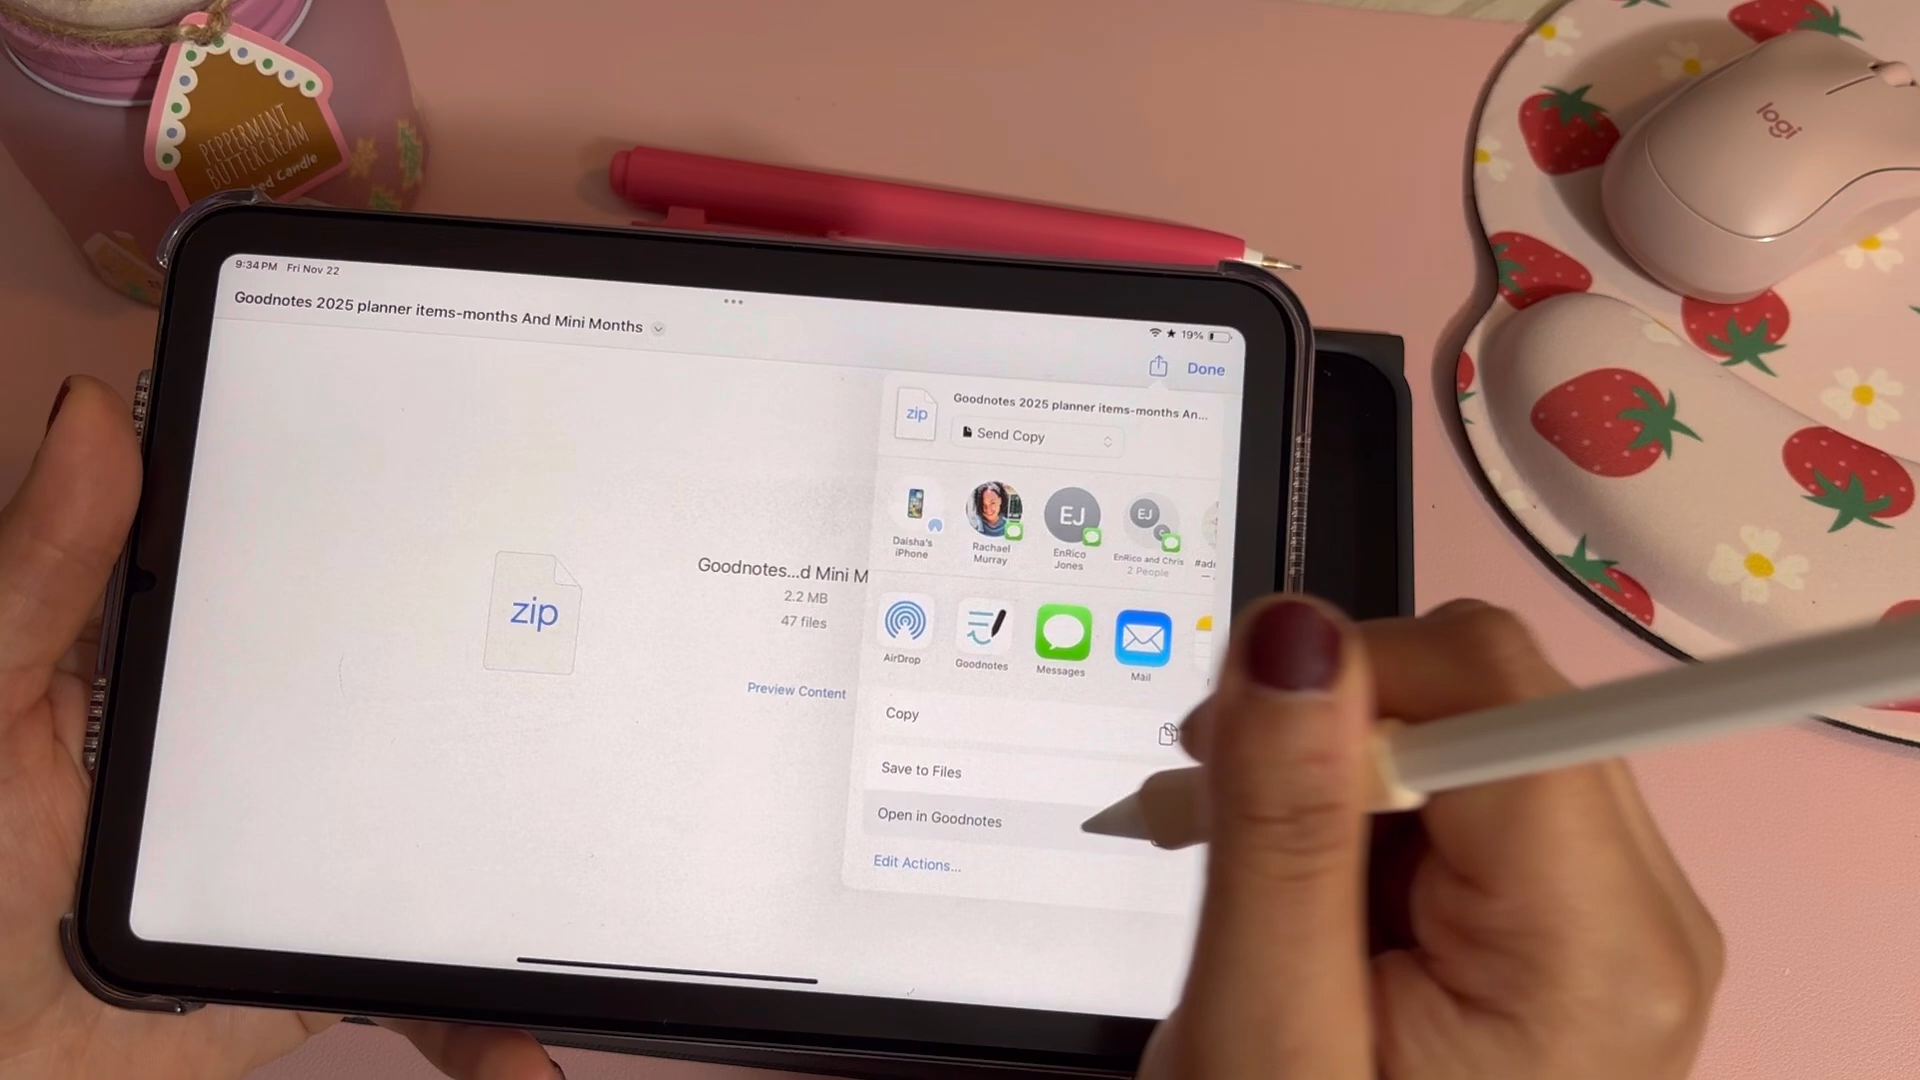 PEPPERMINT
BUTTERCREAM
ed Candle
logi
9:34 PM Fri Nov 22
19%
Goodnotes 2025 planner items-months And Mini Months
Done
zip
Goodnotes 2025 planner items-months An...
Send Copy
Daisha's
iPhone
Rachael
Murray
EJ
EnRico
Jones
EJ
EnRico and Chris
2 People
zip
Goodnotes...d Mini M
2.2 MB
47 files
Preview Content
AirDrop
Goodnotes
Messages
Mail
Copy
Save to Files
Open in Goodnotes
Edit Actions...